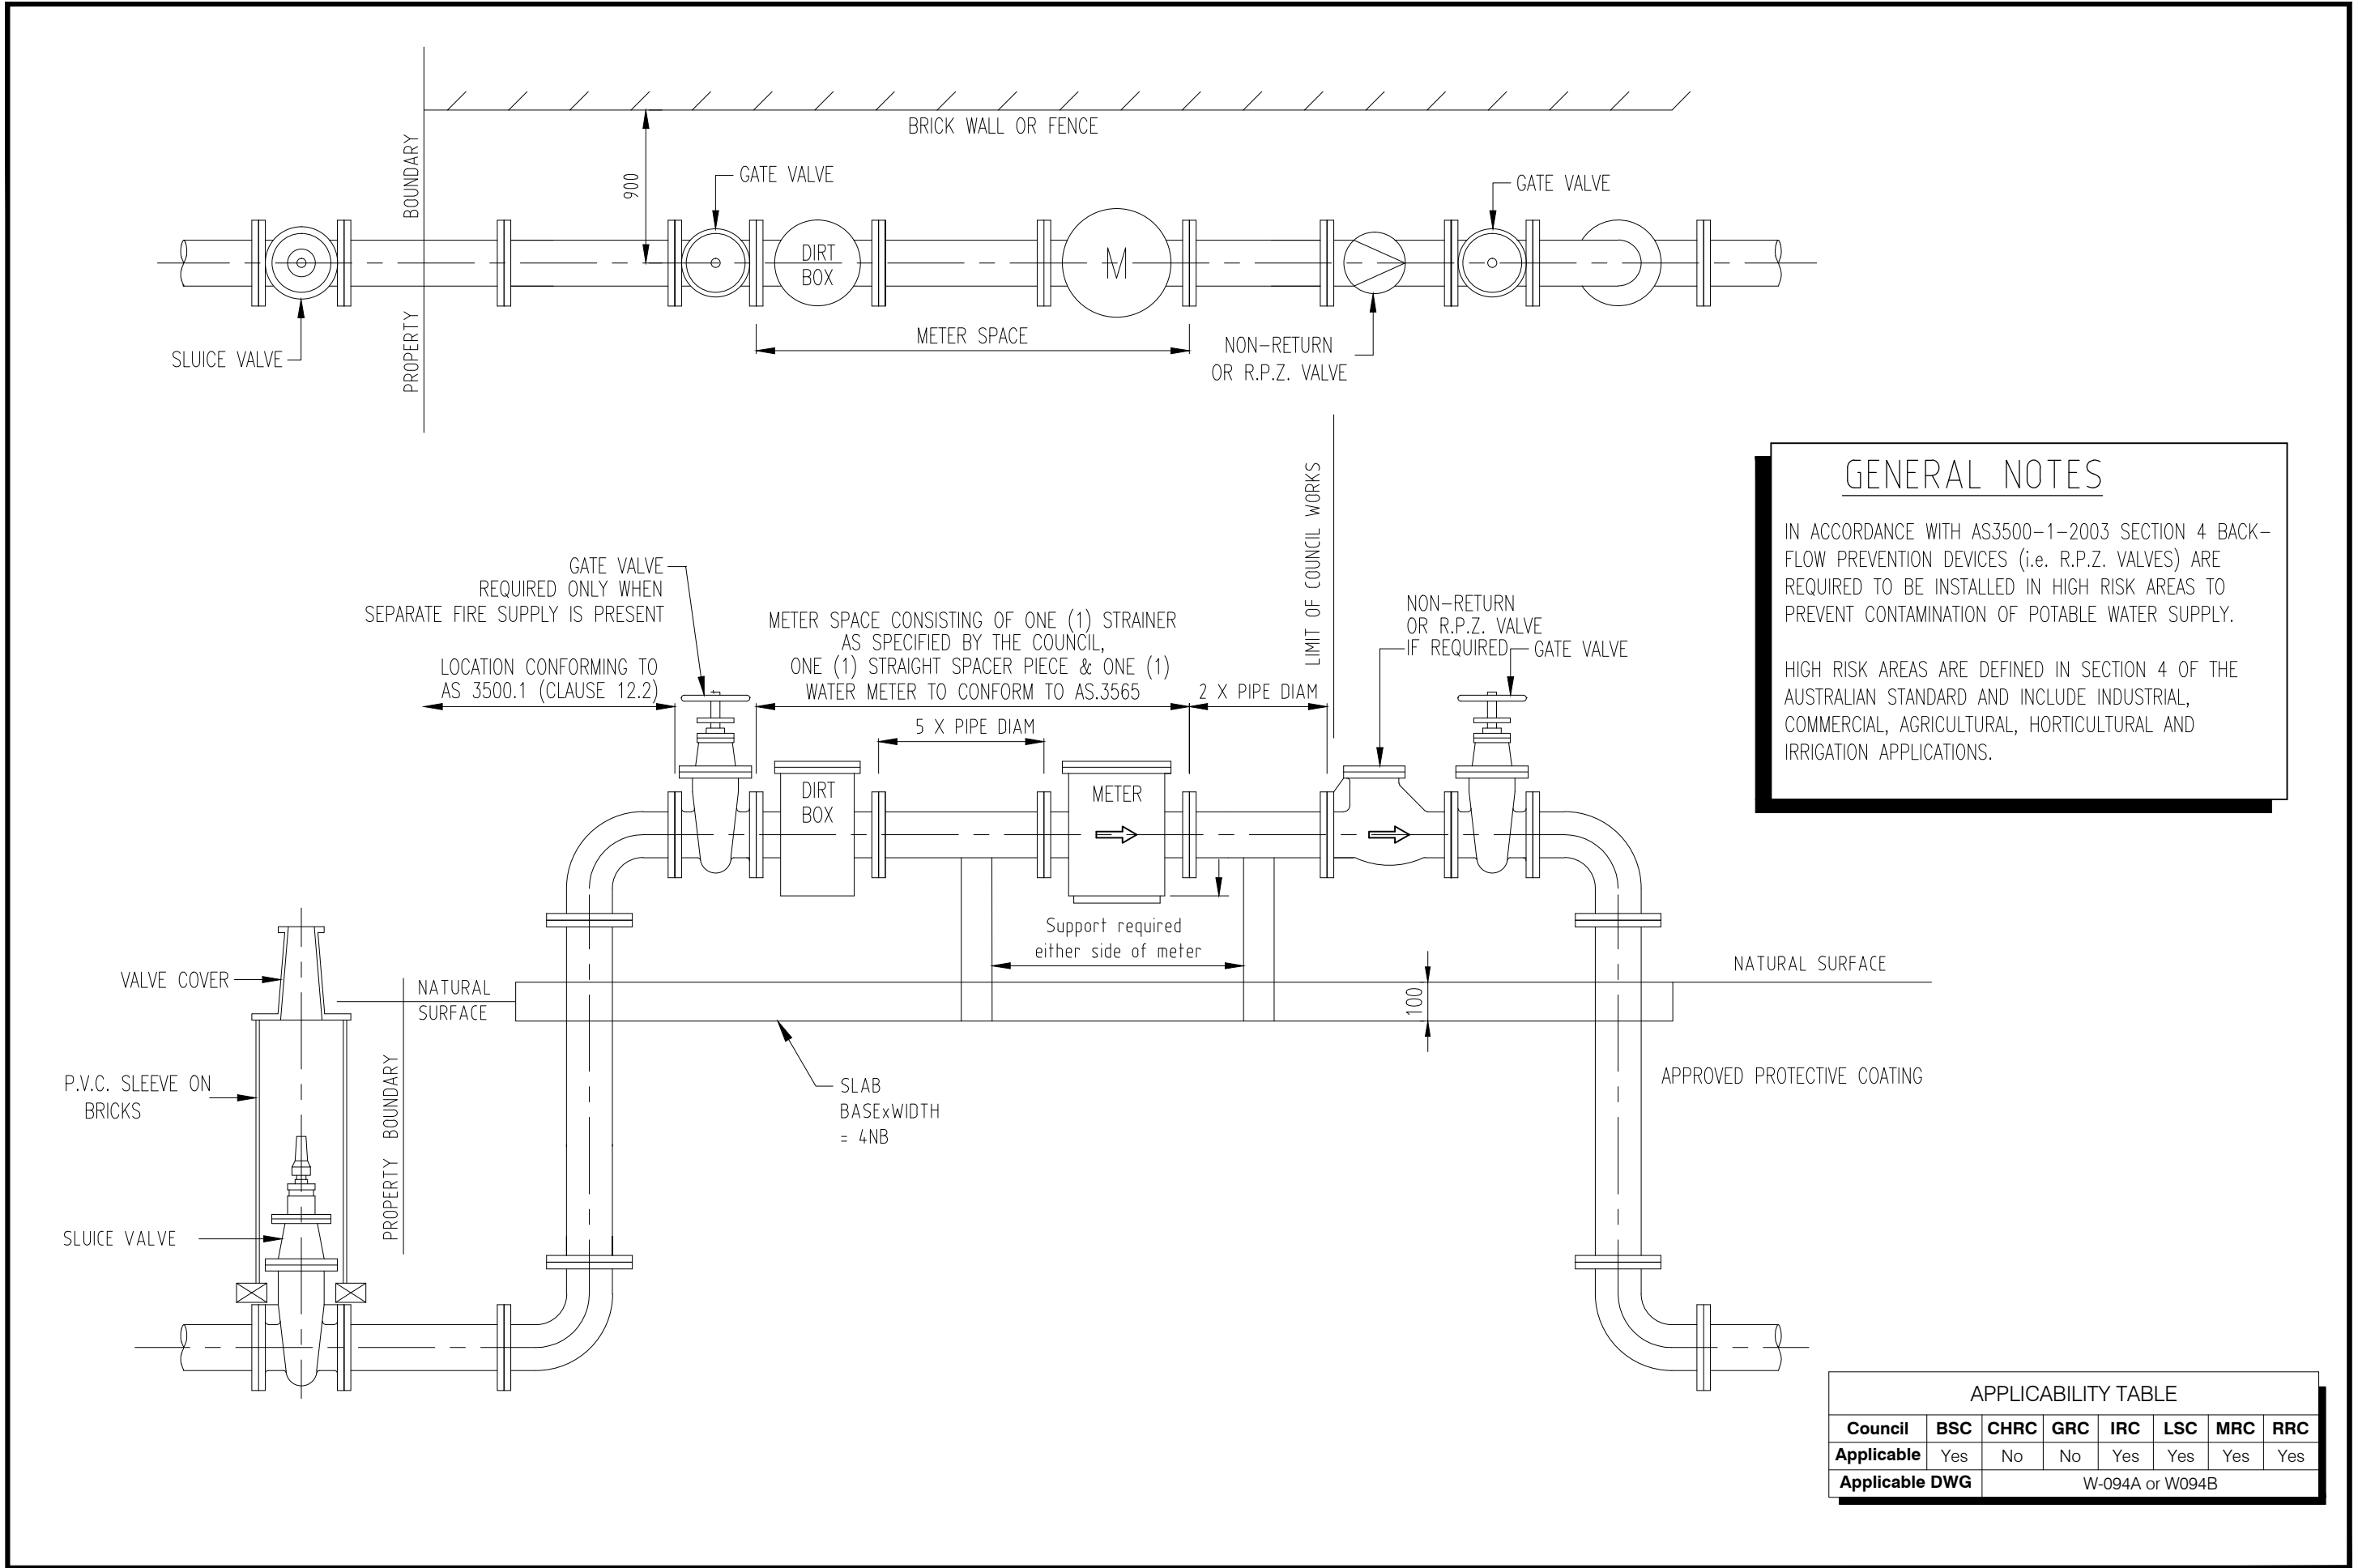 BRICK WALL OR FENCE
BOUNDARY
PROPERTY
900
GATE VALVE
GATE VALVE
DIRT
BOX
M
SLUICE VALVE
METER SPACE
NON-RETURN
OR R.P.Z. VALVE
LIMIT OF COUNCIL WORKS
GENERAL NOTES
IN ACCORDANCE WITH AS3500-1-2003 SECTION 4 BACK-
FLOW PREVENTION DEVICES (i.e. R.P.Z. VALVES) ARE
REQUIRED TO BE INSTALLED IN HIGH RISK AREAS TO
PREVENT CONTAMINATION OF POTABLE WATER SUPPLY.
HIGH RISK AREAS ARE DEFINED IN SECTION 4 OF THE
AUSTRALIAN STANDARD AND INCLUDE INDUSTRIAL,
COMMERCIAL, AGRICULTURAL, HORTICULTURAL AND
IRRIGATION APPLICATIONS.
GATE VALVE
REQUIRED ONLY WHEN
SEPARATE FIRE SUPPLY IS PRESENT
LOCATION CONFORMING TO
AS 3500.1 (CLAUSE 12.2)
METER SPACE CONSISTING OF ONE (1) STRAINER
AS SPECIFIED BY THE COUNCIL,
ONE (1) STRAIGHT SPACER PIECE & ONE (1)
WATER METER TO CONFORM TO AS.3565
5 X PIPE DIAM
2 X PIPE DIAM
NON-RETURN
OR R.P.Z. VALVE
IF REQUIRED
GATE VALVE
DIRT
BOX
METER
Support required
either side of meter
VALVE COVER
NATURAL
SURFACE
NATURAL SURFACE
100
P.V.C. SLEEVE ON
BRICKS
PROPERTY BOUNDARY
SLAB
BASExWIDTH
= 4NB
APPROVED PROTECTIVE COATING
SLUICE VALVE
APPLICABILITY TABLE
Council BSC CHRC GRC IRC LSC MRC RRC
Applicable Yes No No Yes Yes Yes Yes
Applicable DWG W-094A or W094B